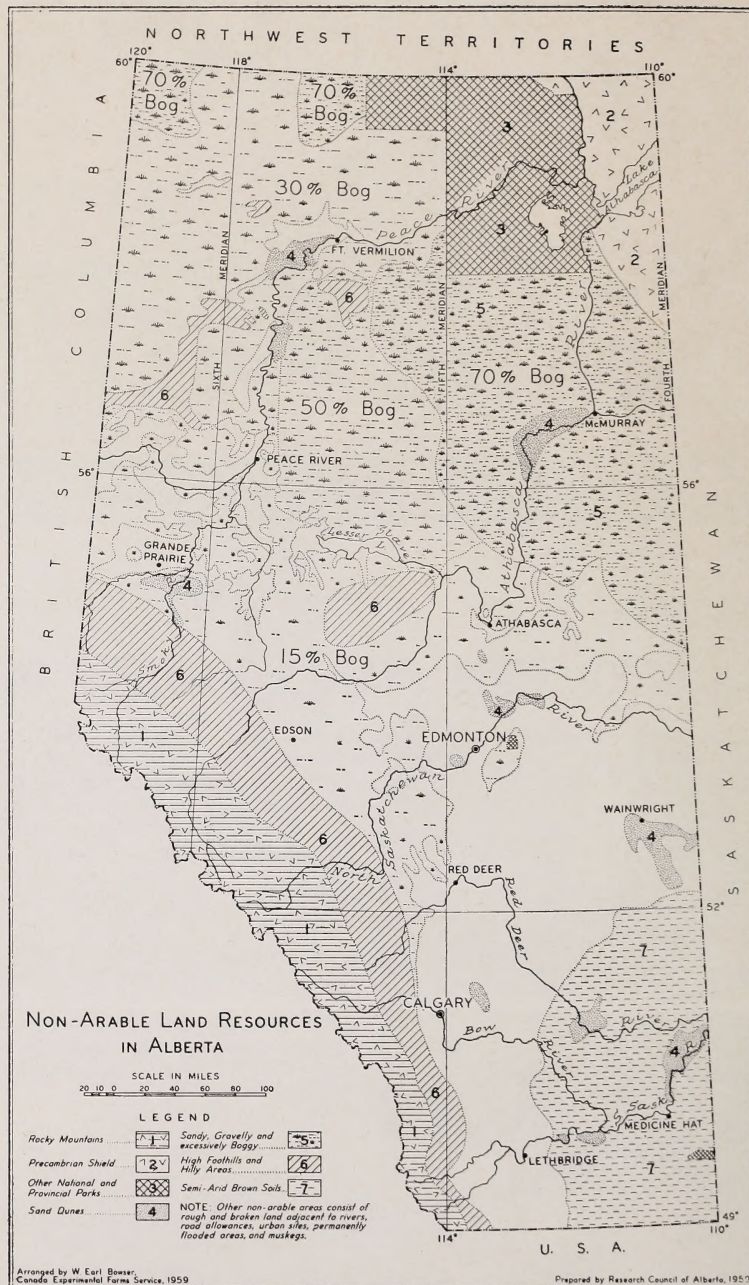 NORTHWEST TERRITORIES
120°
60°
118°
114°
110°
60°
70%
Bog
70%
Bog
3
2
30% Bog
Peace River
Lake Athabasca
3
2
4
FT. VERMILION
MERIDIAN
SIXTH
MERIDIAN
FIFTH
MERIDIAN
FOURTH
BRITISH COLUMBIA
SASKATCHEWAN
6
5
River
70% Bog
50% Bog
6
4
McMURRAY
PEACE RIVER
56°
56°
5
Athabasca
Lesser Slave L
GRANDE
PRAIRIE
4
6
ATHABASCA
15% Bog
6
Smoky
1
EDSON
4
River
EDMONTON
Saskatchewan
WAINWRIGHT
4
6
North
RED DEER
Red Deer
52°
1
7
CALGARY
Bow River
River
4
R
6
S Sask
MEDICINE HAT
1
LETHBRIDGE
7
49°
114°
110°
U. S. A.
NON-ARABLE LAND RESOURCES
IN ALBERTA
SCALE IN MILES
20 10 0 20 40 60 80 100
LEGEND
Rocky Mountains 1
Precambrian Shield 2
Other National and
Provincial Parks 3
Sand Dunes 4
Sandy, Gravelly and
excessively Boggy 5
High Foothills and
Hilly Areas 6
Semi-Arid Brown Soils 7
NOTE: Other non-arable areas consist of
rough and broken land adjacent to rivers,
road allowances, urban sites, permanently
flooded areas, and muskegs.
Arranged by W. Earl Bowser,
Canada Experimental Farms Service, 1959
Prepared by Research Council of Alberta,